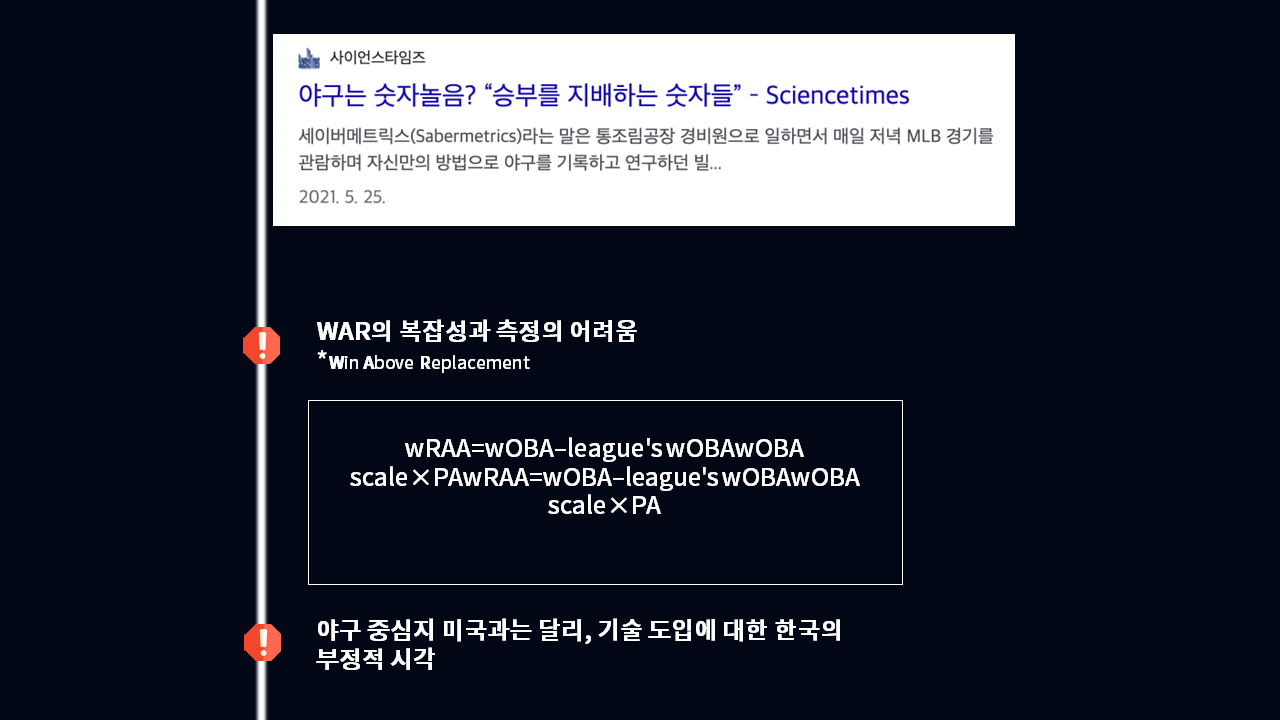 사이언스타임즈
야구는 숫자놀음? “승부를 지배하는 숫자들” - Sciencetimes
세이버메트릭스(Sabermetrics)라는 말은 통조림공장 경비원으로 일하면서 매일 저녁 MLB 경기를
관람하며 자신만의 방법으로 야구를 기록하고 연구하던 빌...
2021. 5. 25.
WAR의 복잡성과 측정의 어려움
*Win Above Replacement
wRAA=wOBA−league's wOBAwOBA
scale×PAwRAA=wOBA−league's wOBAwOBA
scale×PA
야구 중심지 미국과는 달리, 기술 도입에 대한 한국의
부정적 시각